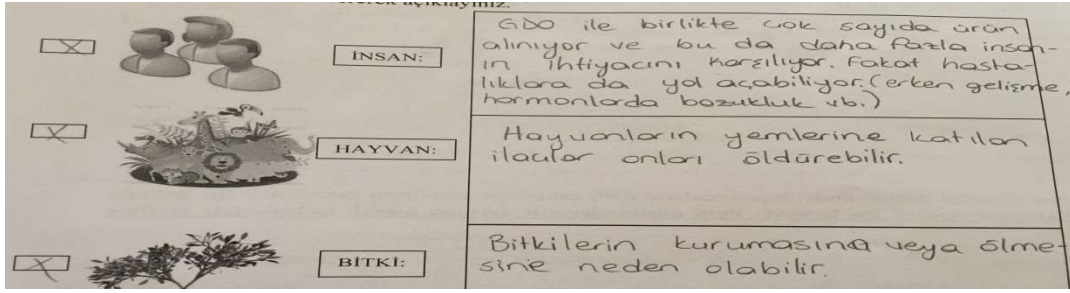 açıklayınız.
X
İNSAN:
GDO ile birlikte çok sayıda ürün
alınıyor ve bu da daha fazla insan-
ın ihtiyacını karşılıyor. Fakat hasta-
lıklara da yol açabiliyor. (erken gelişme,
hormonlarda bozukluk vb.)
X
HAYVAN:
Hayvanların yemlerine katılan
ilaçlar onları öldürebilir.
X
BİTKİ:
Bitkilerin kurumasına veya ölme-
sine neden olabilir.